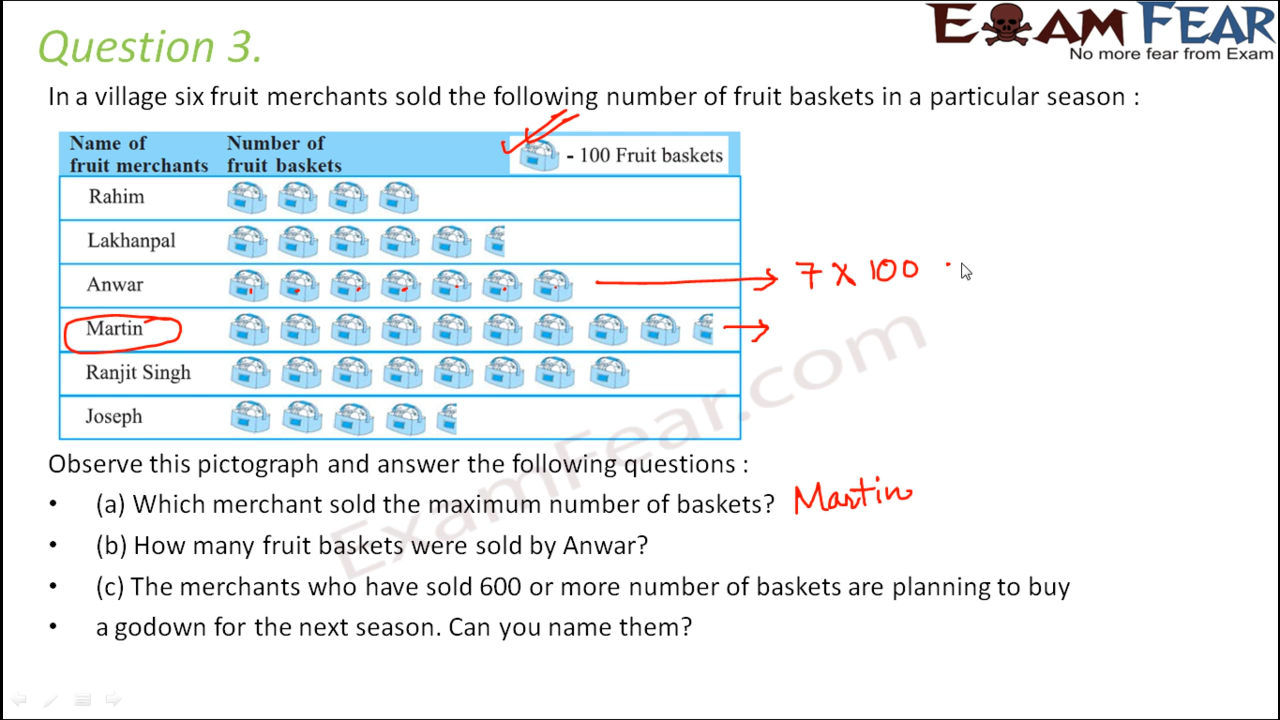 Question 3.
EXAM FEAR
No more fear from Exam
In a village six fruit merchants sold the following number of fruit baskets in a particular season :
Name of fruit merchants
Number of fruit baskets
- 100 Fruit baskets
Rahim
Lakhanpal
Anwar
7 X 100
Martin
Ranjit Singh
Joseph
ExamFear.com
Observe this pictograph and answer the following questions :
• (a) Which merchant sold the maximum number of baskets? Martin
• (b) How many fruit baskets were sold by Anwar?
• (c) The merchants who have sold 600 or more number of baskets are planning to buy
• a godown for the next season. Can you name them?